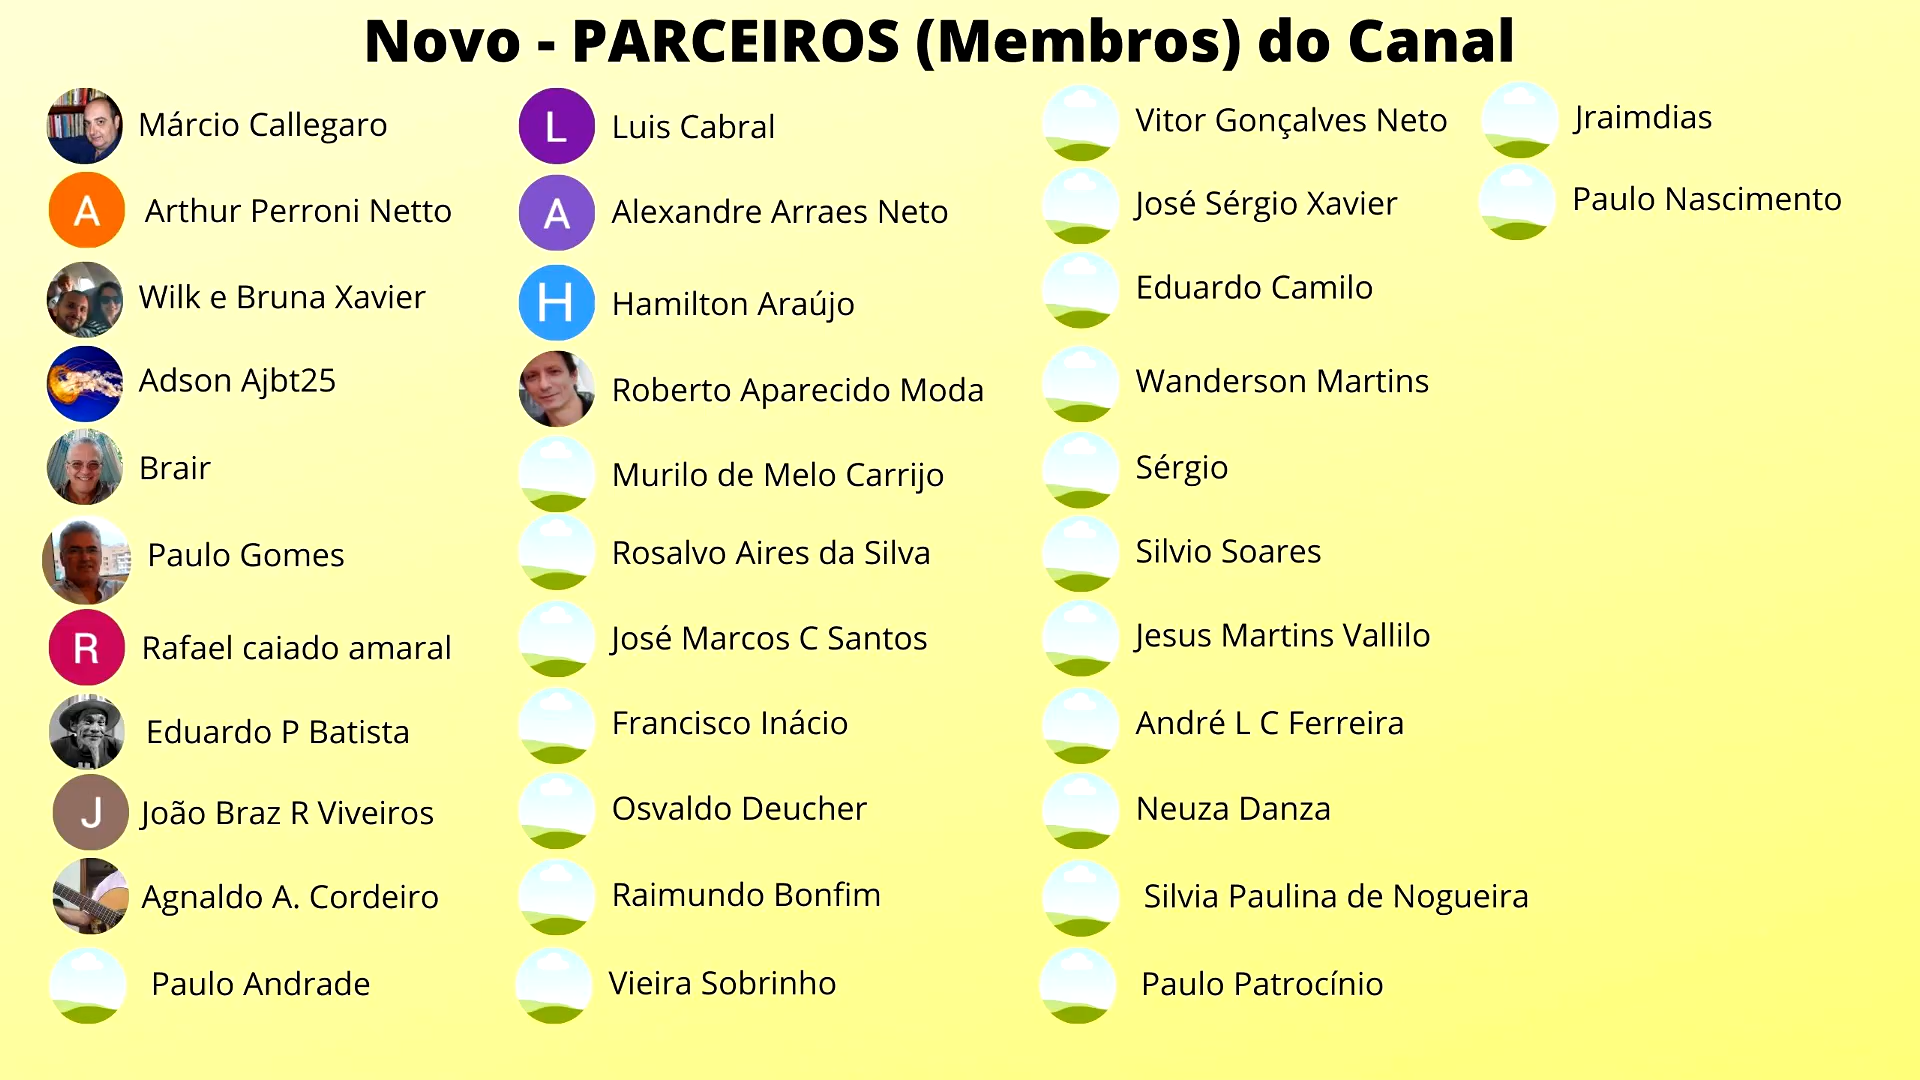 Novo - PARCEIROS (Membros) do Canal
Márcio Callegaro
A
Arthur Perroni Netto
Wilk e Bruna Xavier
Adson Ajbt25
Brair
Paulo Gomes
R
Rafael caiado amaral
Eduardo P Batista
J
João Braz R Viveiros
Agnaldo A. Cordeiro
Paulo Andrade
L
Luis Cabral
A
Alexandre Arraes Neto
H
Hamilton Araújo
Roberto Aparecido Moda
Murilo de Melo Carrijo
Rosalvo Aires da Silva
José Marcos C Santos
Francisco Inácio
Osvaldo Deucher
Raimundo Bonfim
Vieira Sobrinho
Vitor Gonçalves Neto
José Sérgio Xavier
Eduardo Camilo
Wanderson Martins
Sérgio
Silvio Soares
Jesus Martins Vallilo
André L C Ferreira
Neuza Danza
Silvia Paulina de Nogueira
Paulo Patrocínio
Jraimdias
Paulo Nascimento